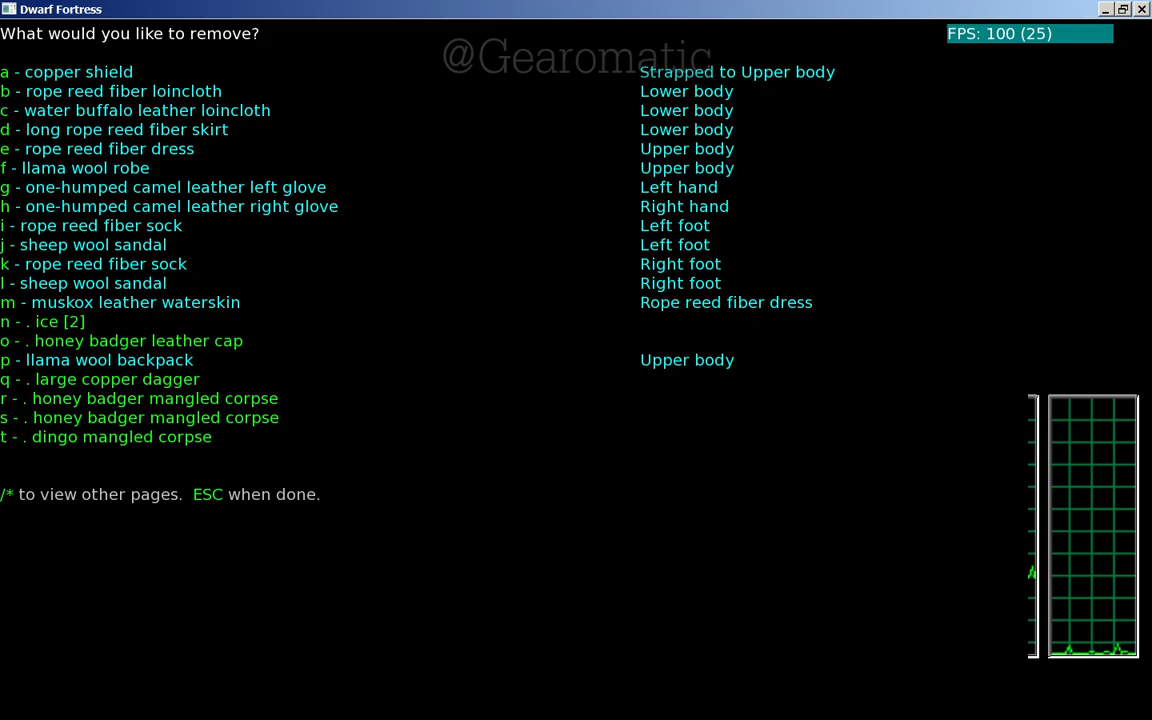 Dwarf Fortress
What would you like to remove?
FPS: 100 (25)
@Gearomatic
a - copper shield Strapped to Upper body
b - rope reed fiber loincloth Lower body
c - water buffalo leather loincloth Lower body
d - long rope reed fiber skirt Lower body
e - rope reed fiber dress Upper body
f - llama wool robe Upper body
g - one-humped camel leather left glove Left hand
h - one-humped camel leather right glove Right hand
i - rope reed fiber sock Left foot
j - sheep wool sandal Left foot
k - rope reed fiber sock Right foot
l - sheep wool sandal Right foot
m - muskox leather waterskin Rope reed fiber dress
n - . ice [2]
o - . honey badger leather cap
p - llama wool backpack Upper body
q - . large copper dagger
r - . honey badger mangled corpse
s - . honey badger mangled corpse
t - . dingo mangled corpse
/* to view other pages. ESC when done.